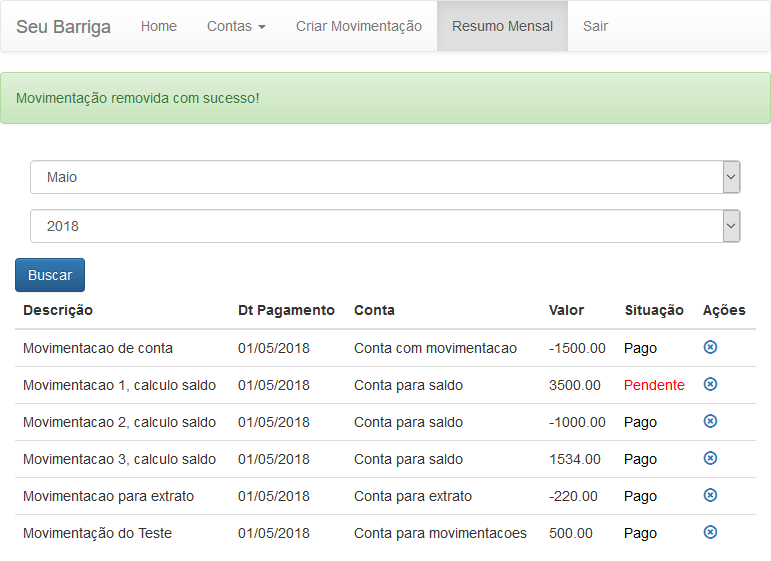 Seu Barriga Home Contas Criar Movimentação Resumo Mensal Sair
Movimentação removida com sucesso!
Maio
2018
Buscar
Descrição Dt Pagamento Conta Valor Situação Ações
Movimentacao de conta 01/05/2018 Conta com movimentacao -1500.00 Pago
Movimentacao 1, calculo saldo 01/05/2018 Conta para saldo 3500.00 Pendente
Movimentacao 2, calculo saldo 01/05/2018 Conta para saldo -1000.00 Pago
Movimentacao 3, calculo saldo 01/05/2018 Conta para saldo 1534.00 Pago
Movimentacao para extrato 01/05/2018 Conta para extrato -220.00 Pago
Movimentação do Teste 01/05/2018 Conta para movimentacoes 500.00 Pago